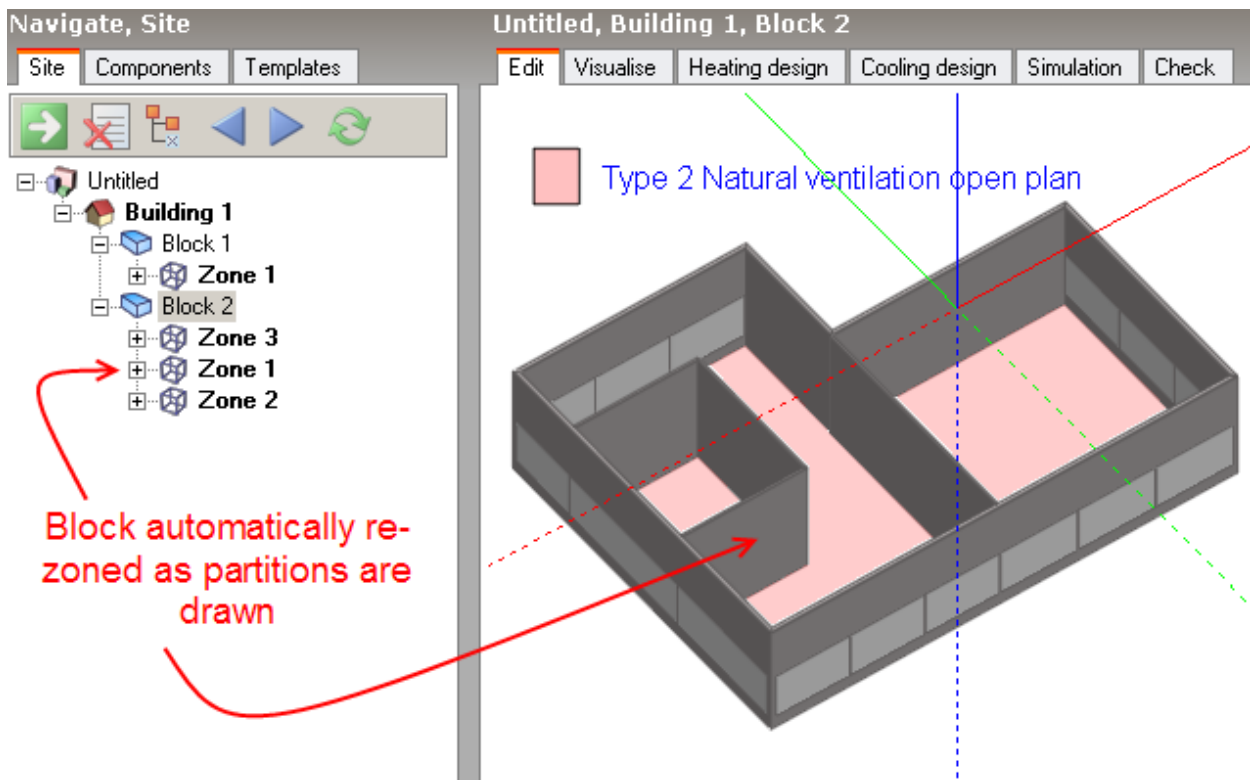 Navigate, Site
Site Components Templates
Untitled
Building 1
Block 1
Zone 1
Block 2
Zone 3
Zone 1
Zone 2
Block automatically re-
zoned as partitions are
drawn
Untitled, Building 1, Block 2
Edit Visualise Heating design Cooling design Simulation Check
Type 2 Natural ventilation open plan